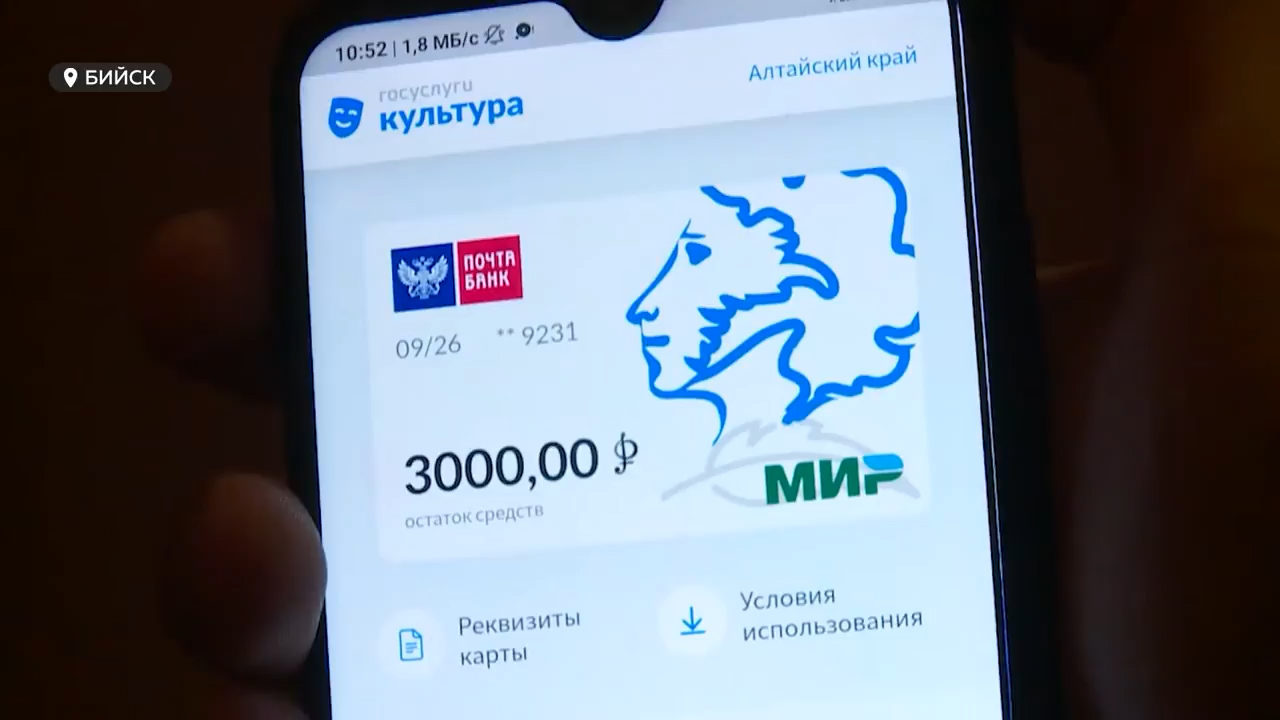 10:52 | 1,8 МБ/с
БИЙСК
госуслуги
культура
Алтайский край
ПОЧТА
БАНК
09/26 ** 9231
3000,00 ₽
остаток средств
МИР
Реквизиты
карты
Условия
использования